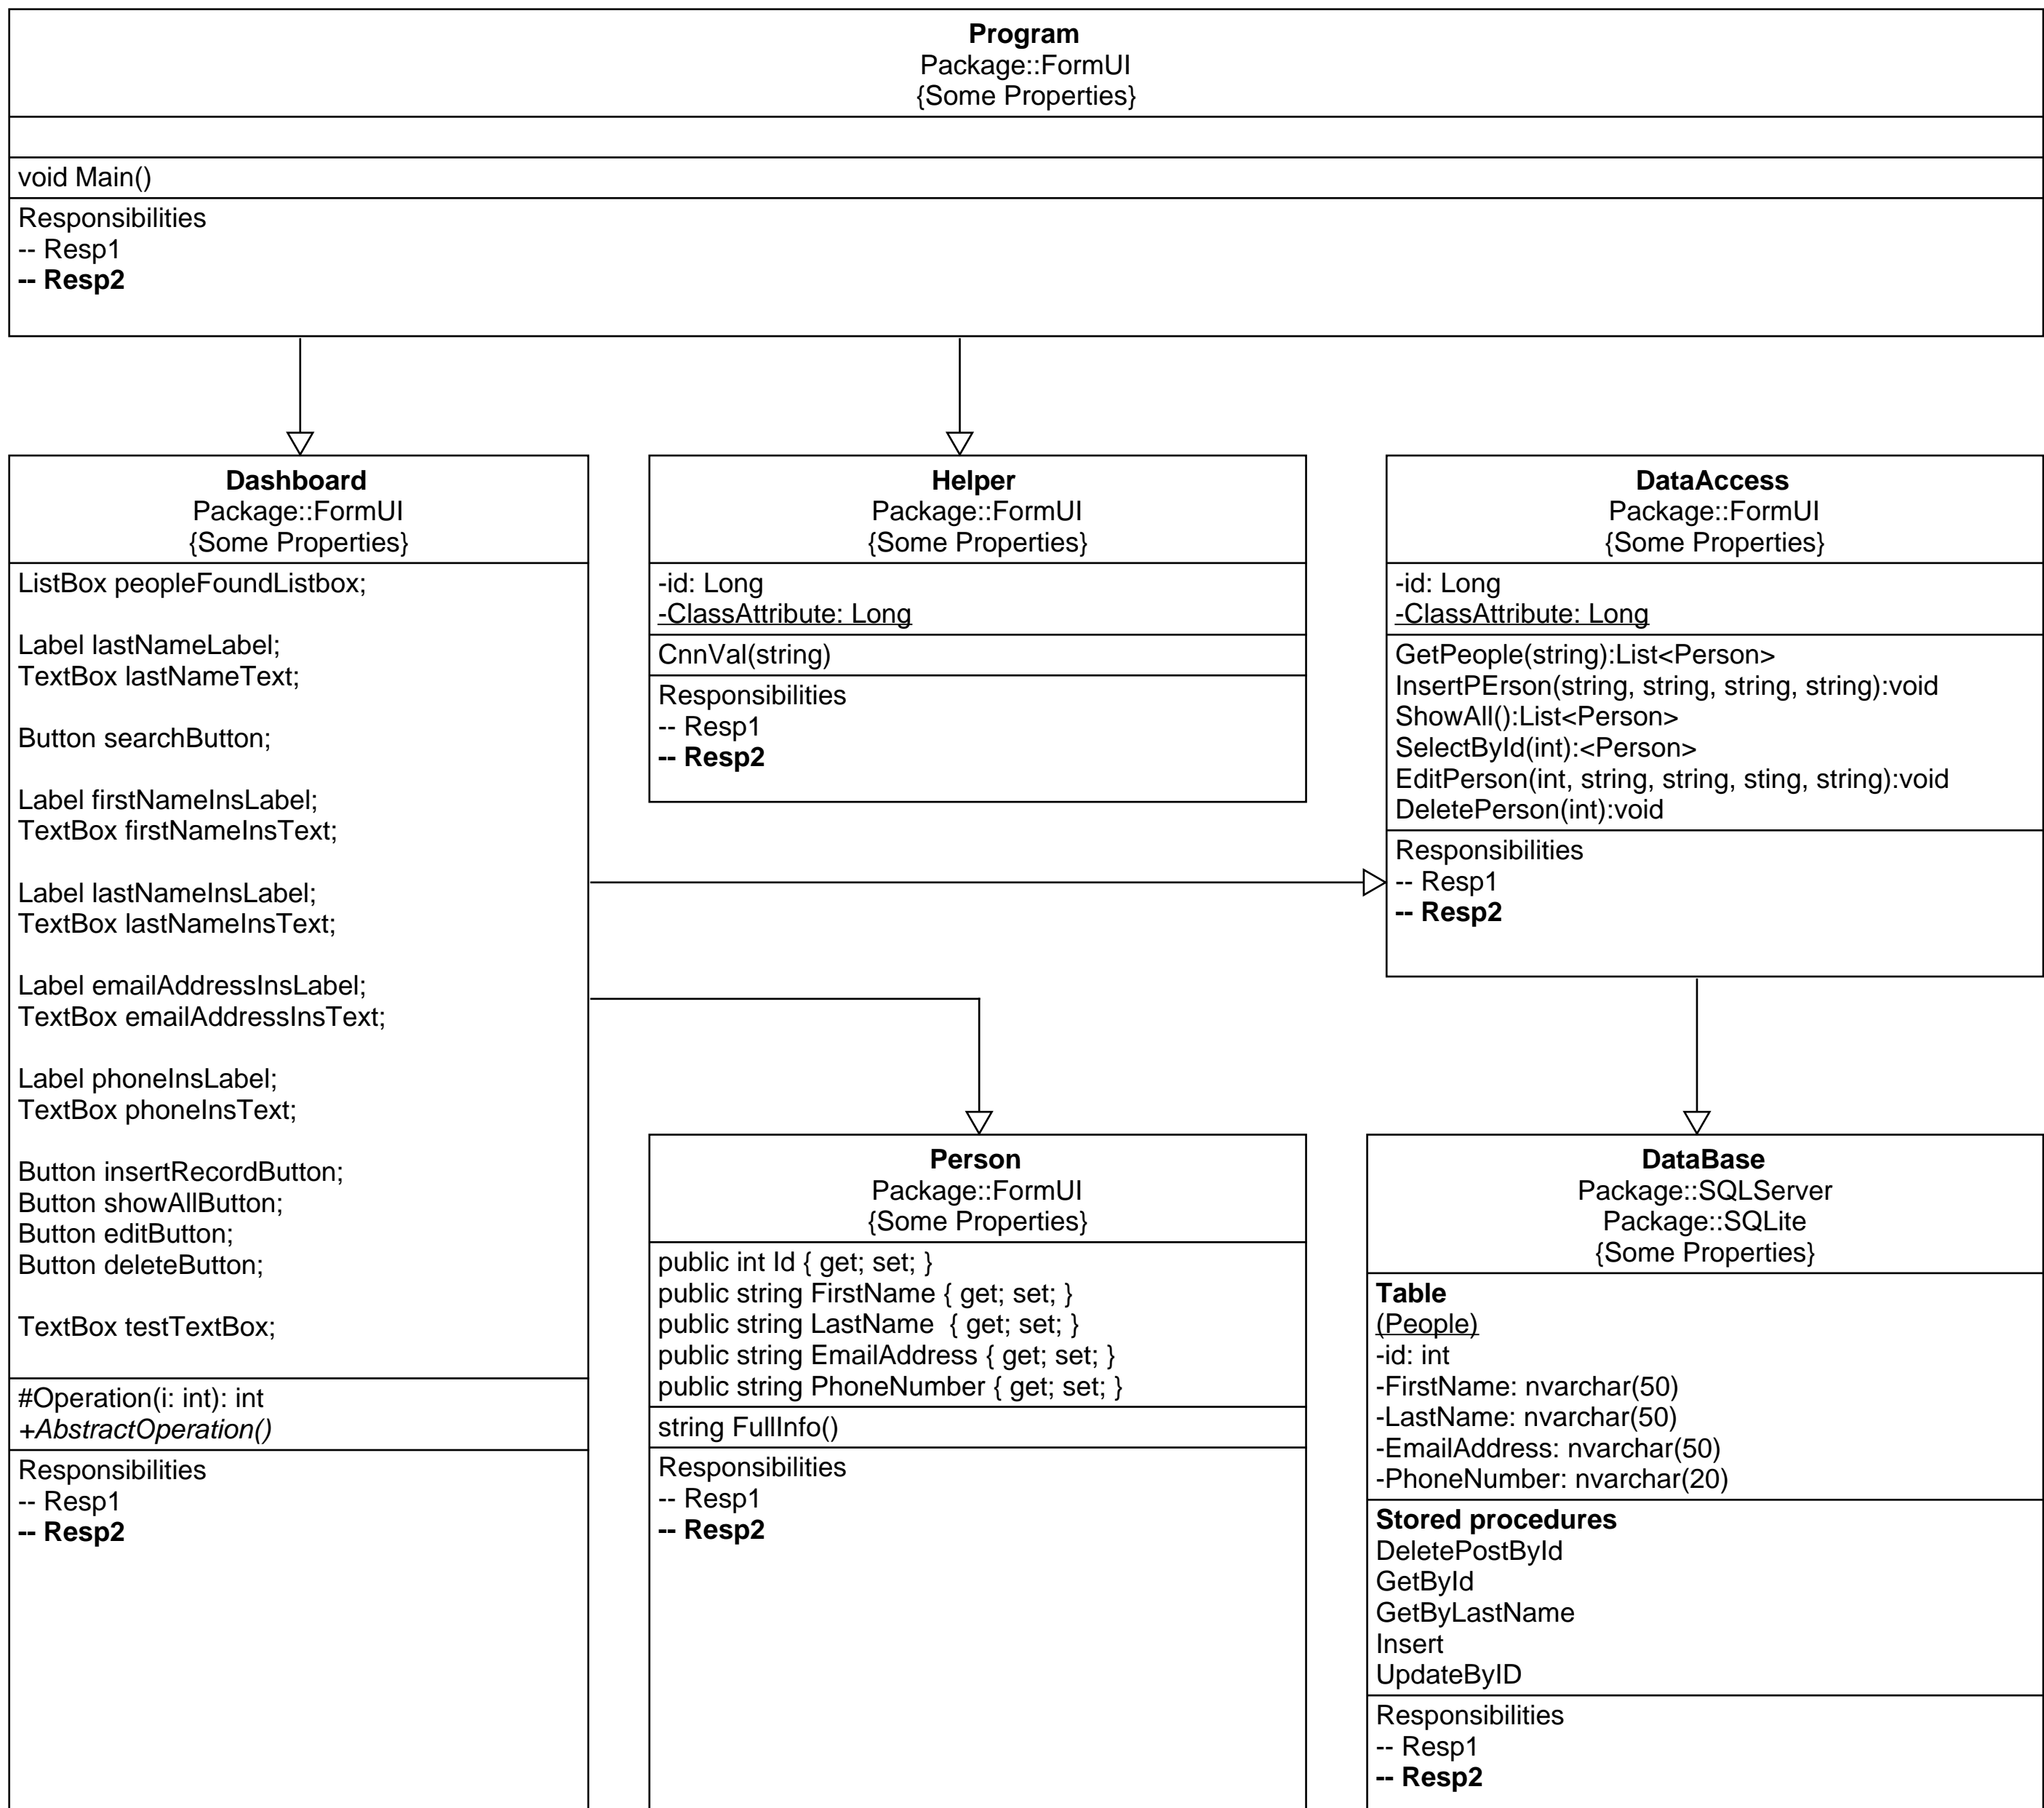 Program
Package::FormUI
{Some Properties}
void Main()
Responsibilities
-- Resp1
-- Resp2
Dashboard
Package::FormUI
{Some Properties}
ListBox peopleFoundListbox;
Label lastNameLabel;
TextBox lastNameText;
Button searchButton;
Label firstNameInsLabel;
TextBox firstNameInsText;
Label lastNameInsLabel;
TextBox lastNameInsText;
Label emailAddressInsLabel;
TextBox emailAddressInsText;
Label phoneInsLabel;
TextBox phoneInsText;
Button insertRecordButton;
Button showAllButton;
Button editButton;
Button deleteButton;
TextBox testTextBox;
#Operation(i: int): int
+AbstractOperation()
Responsibilities
-- Resp1
-- Resp2
Helper
Package::FormUI
{Some Properties}
-id: Long
-ClassAttribute: Long
CnnVal(string)
Responsibilities
-- Resp1
-- Resp2
DataAccess
Package::FormUI
{Some Properties}
-id: Long
-ClassAttribute: Long
GetPeople(string):List<Person>
InsertPErson(string, string, string, string):void
ShowAll():List<Person>
SelectById(int):<Person>
EditPerson(int, string, string, sting, string):void
DeletePerson(int):void
Responsibilities
-- Resp1
-- Resp2
Person
Package::FormUI
{Some Properties}
public int Id { get; set; }
public string FirstName { get; set; }
public string LastName  { get; set; }
public string EmailAddress { get; set; }
public string PhoneNumber { get; set; }
string FullInfo()
Responsibilities
-- Resp1
-- Resp2
DataBase
Package::SQLServer
Package::SQLite
{Some Properties}
Table
(People)
-id: int
-FirstName: nvarchar(50)
-LastName: nvarchar(50)
-EmailAddress: nvarchar(50)
-PhoneNumber: nvarchar(20)
Stored procedures
DeletePostById
GetById
GetByLastName
Insert
UpdateByID
Responsibilities
-- Resp1
-- Resp2